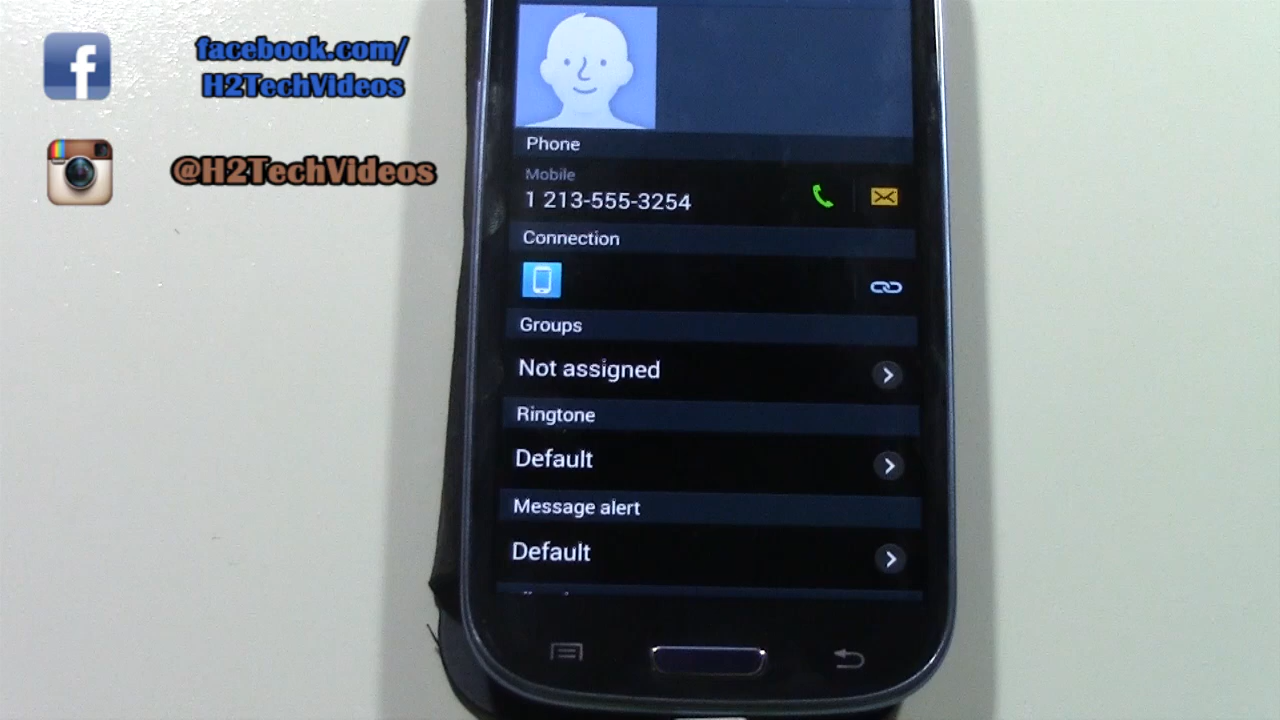 facebook.com/
H2TechVideos
@H2TechVideos
Phone
Mobile
1 213-555-3254
Connection
Groups
Not assigned
Ringtone
Default
Message alert
Default